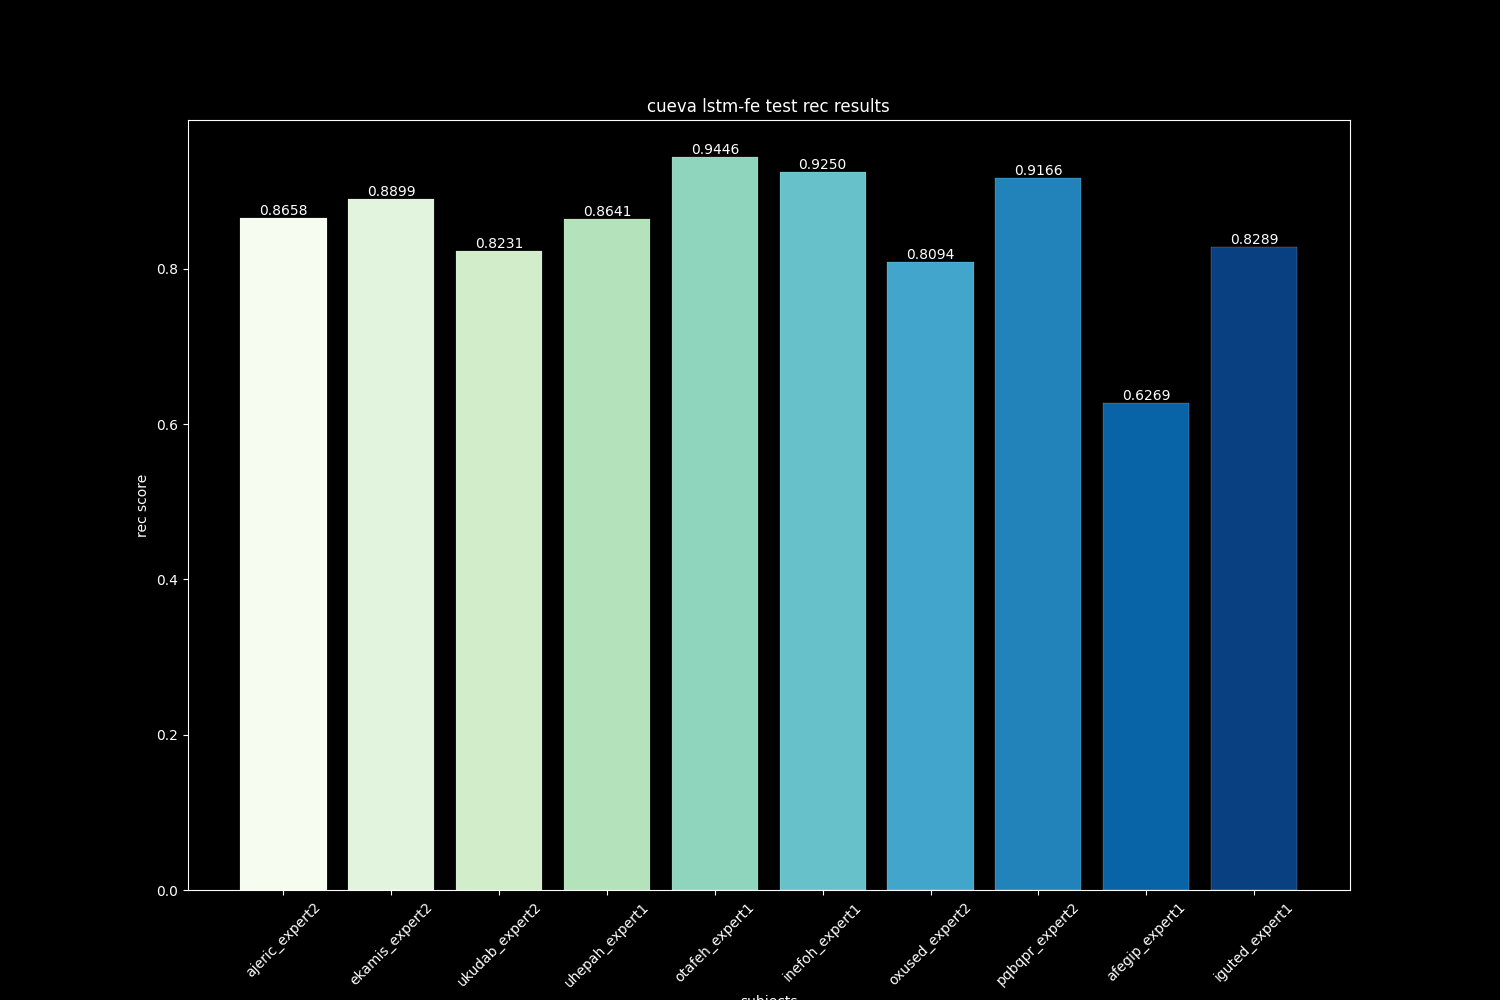 cueva lstm-fe test rec results
0.9446
0.9250
0.9166
0.8899
0.8658
0.8641
0.8289
0.8231
0.8094
0.6269
0.8
0.6
0.4
0.2
0.0
rec score
ajeric_expert2
ekamis_expert2
ukudab_expert2
uhepah_expert1
otafeh_expert1
inefoh_expert1
oxused_expert2
pqbqpr_expert2
afegip_expert1
iguted_expert1
subjects